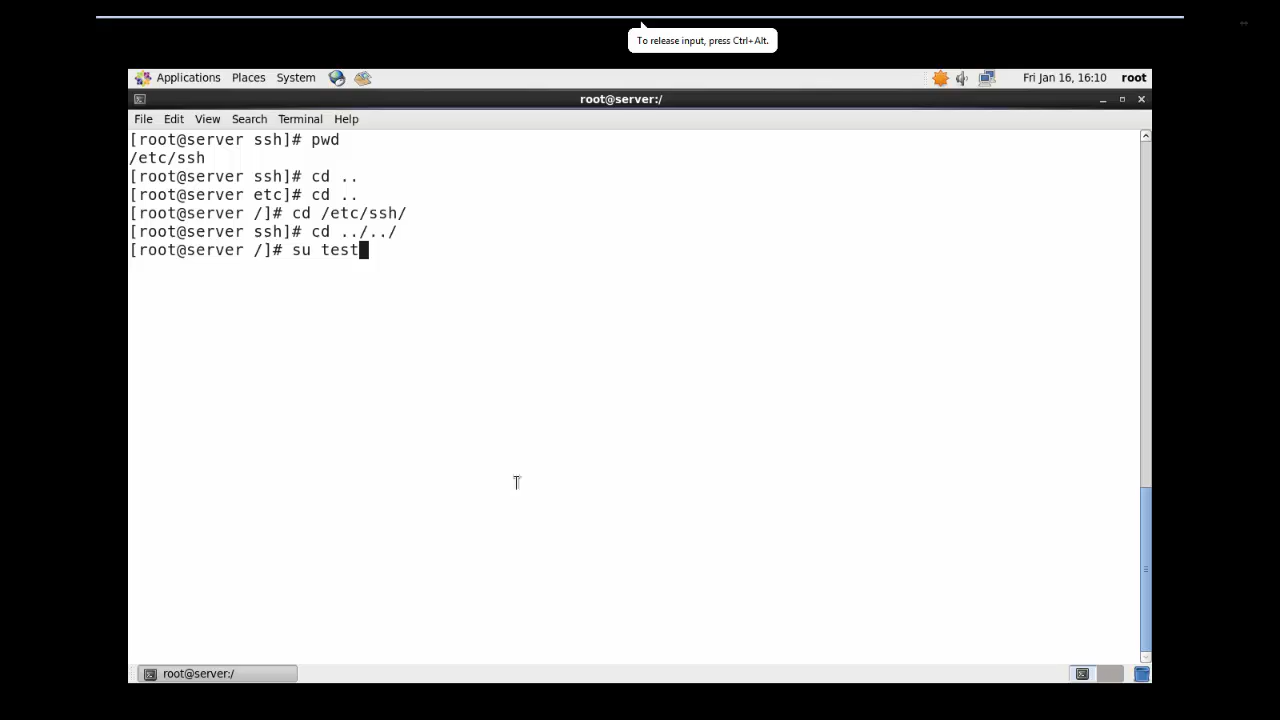 To release input, press Ctrl+Alt.
Applications Places System Fri Jan 16, 16:10 root
root@server:/
File Edit View Search Terminal Help
[root@server ssh]# pwd
/etc/ssh
[root@server ssh]# cd ..
[root@server etc]# cd ..
[root@server /]# cd /etc/ssh/
[root@server ssh]# cd ../../
[root@server /]# su test
root@server:/